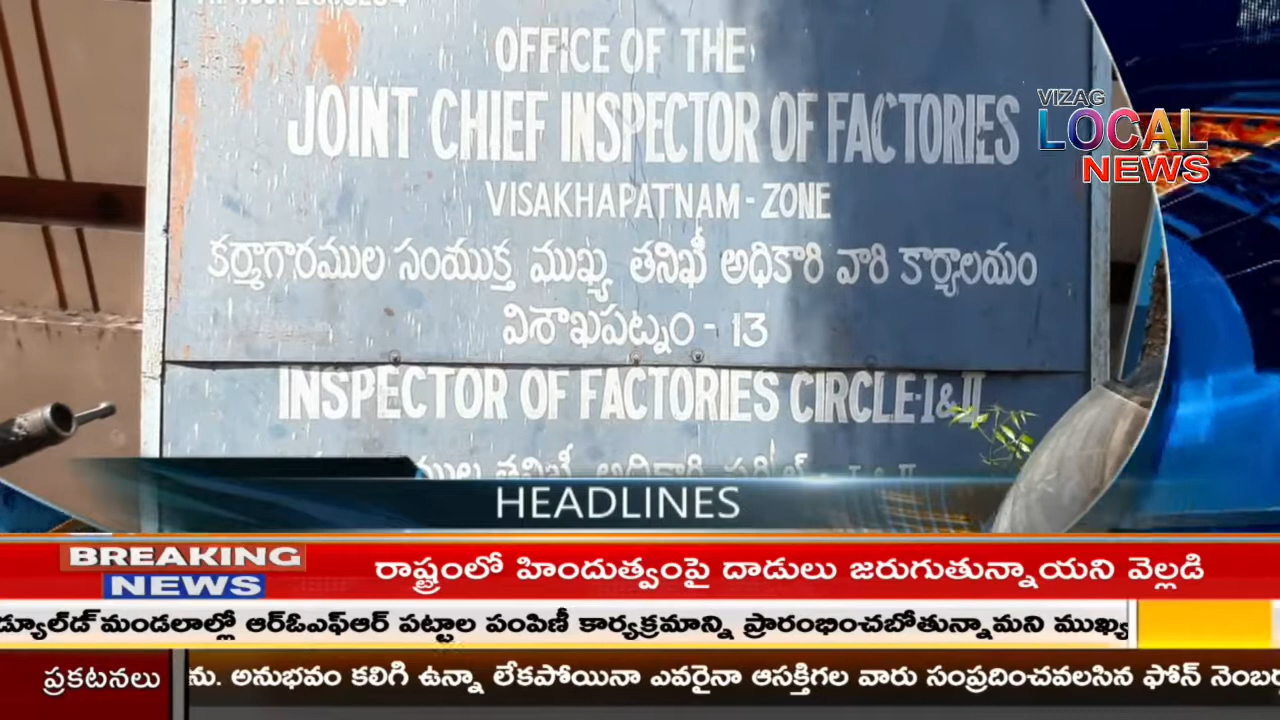 OFFICE OF THE
JOINT CHIEF INSPECTOR OF FACTORIES
VISAKHAPATNAM - ZONE
కర్మాగారముల సంయుక్త ముఖ్య తనిఖీ అధికారి వారి కార్యాలయం
విశాఖపట్నం - 13
INSPECTOR OF FACTORIES CIRCLE-I & II
VIZAG
LOCAL
NEWS
HEADLINES
BREAKING
NEWS
రాష్ట్రంలో హిందుత్వంపై దాడులు జరుగుతున్నాయని వెల్లడి
డ్యూల్డ్ మండలాల్లో ఆర్ఓఎఫ్ఆర్ పట్టాల పంపిణీ కార్యక్రమాన్ని ప్రారంభించబోతున్నామని ముఖ్య
ప్రకటనలు
ను. అనుభవం కలిగి ఉన్నా లేకపోయినా ఎవరైనా ఆసక్తిగల వారు సంప్రదించవలసిన ఫోన్ నెంబర్